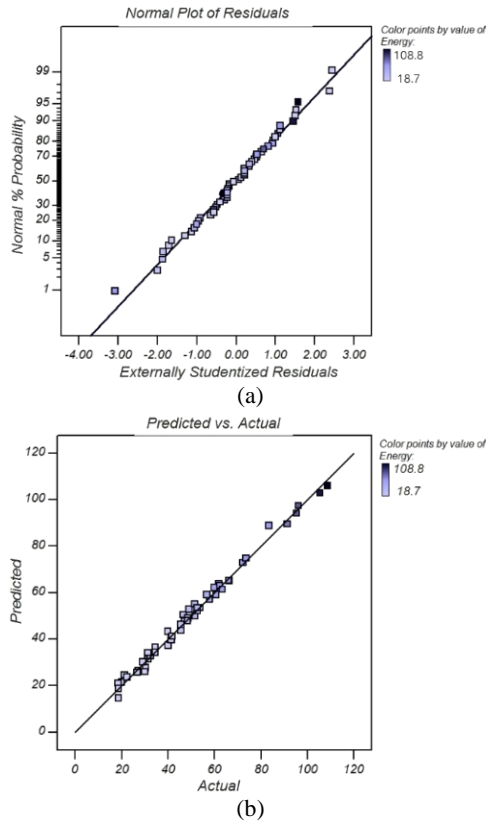 Normal Plot of Residuals
Color points by value of
Energy:
108.8
18.7
Normal % Probability
99
95
90
80
70
50
30
20
10
5
1
-4.00 -3.00 -2.00 -1.00 0.00 1.00 2.00 3.00
Externally Studentized Residuals
(a)
Predicted vs. Actual
Color points by value of
Energy:
108.8
18.7
Predicted
120
100
80
60
40
20
0
0 20 40 60 80 100 120
Actual
(b)